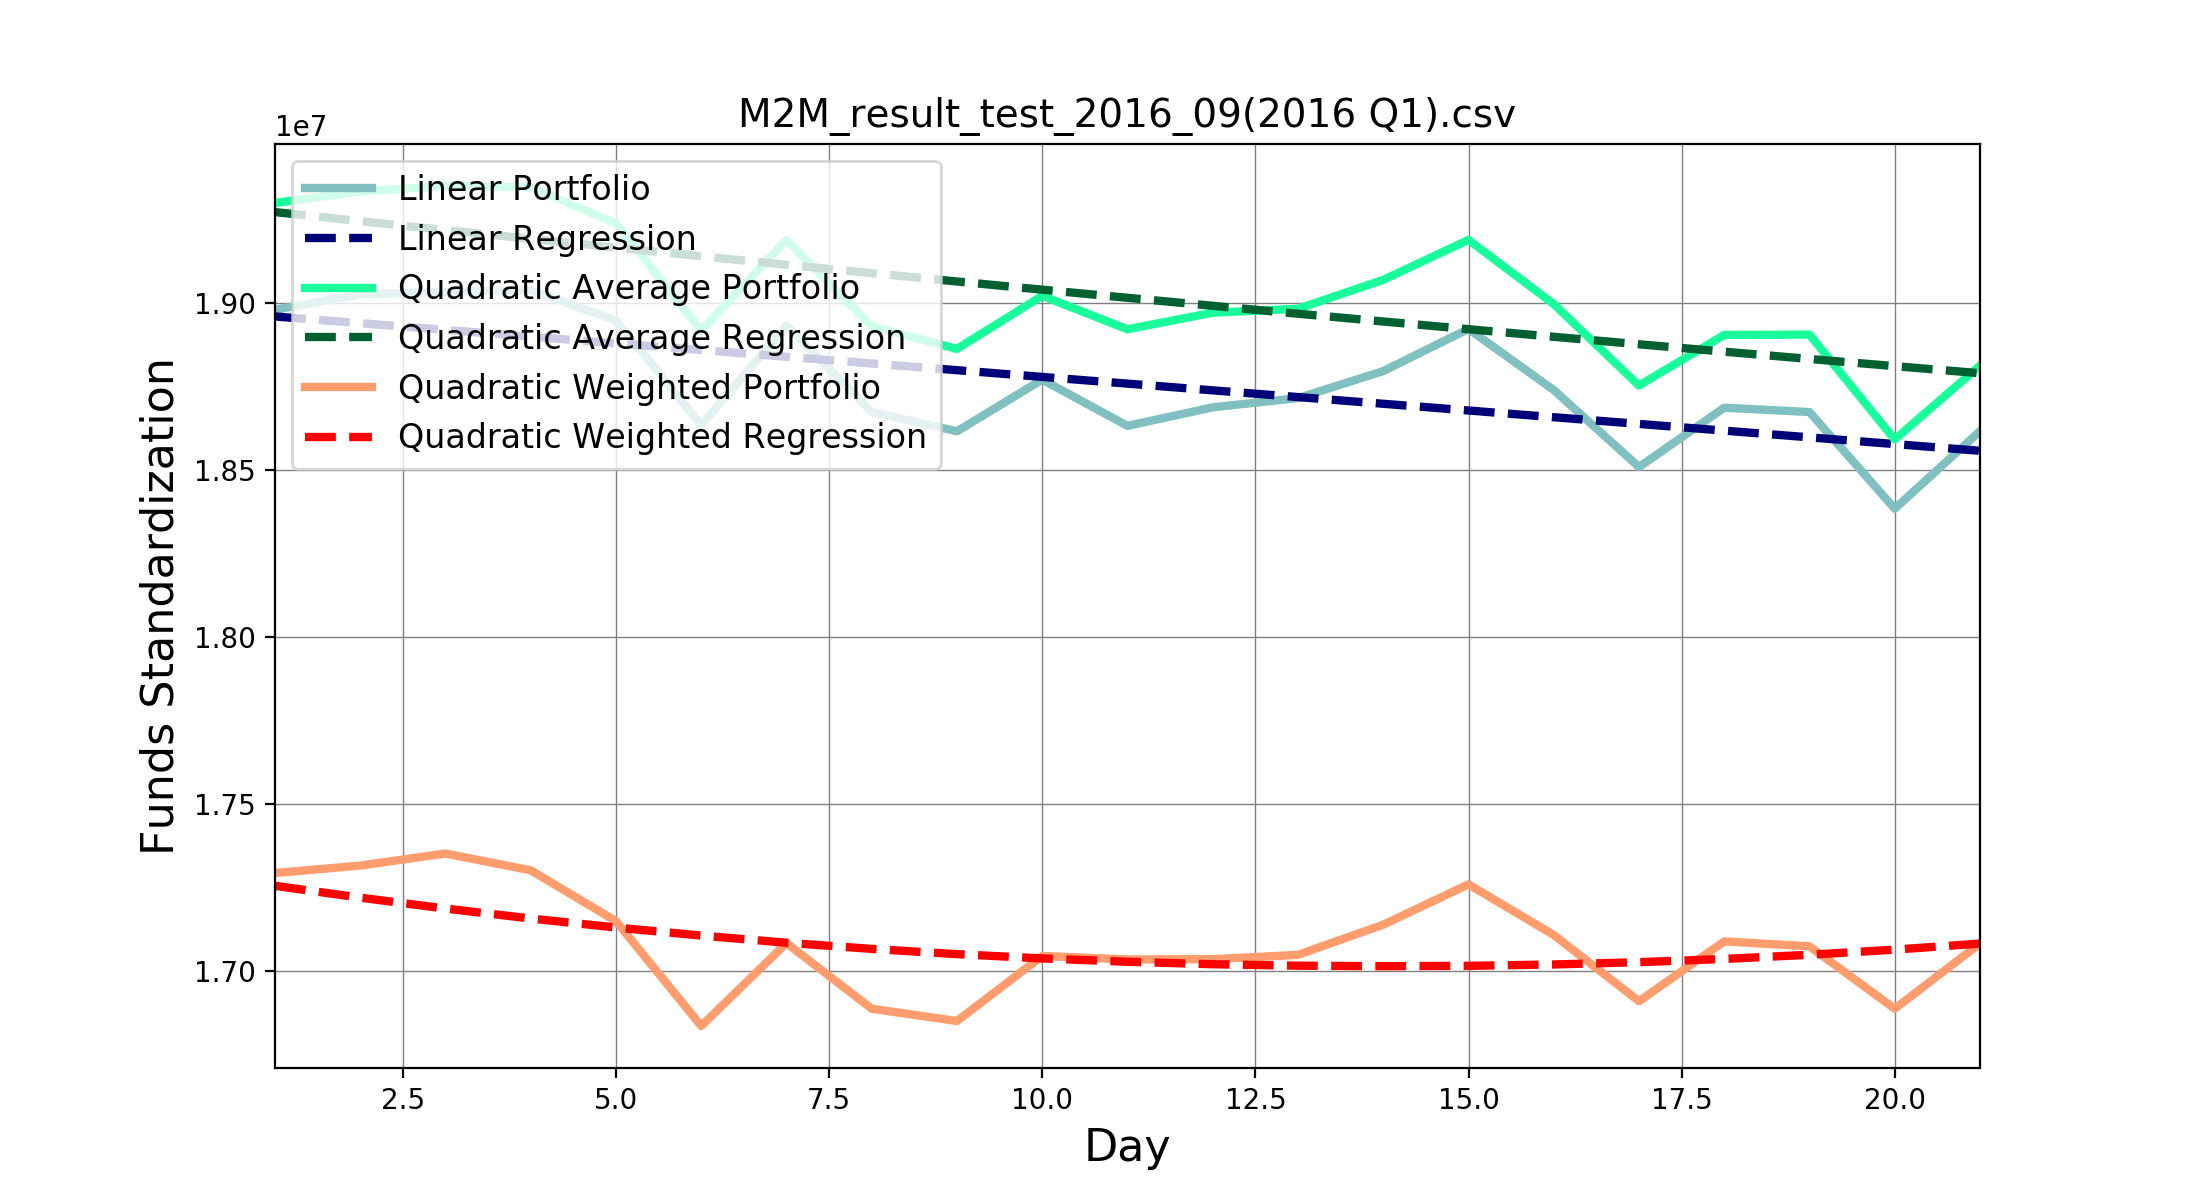 M2M_result_test_2016_09(2016 Q1).csv
1e7
Linear Portfolio
Linear Regression
Quadratic Average Portfolio
Quadratic Average Regression
Quadratic Weighted Portfolio
Quadratic Weighted Regression
1.90
1.85
1.80
1.75
1.70
Funds Standardization
2.5 5.0 7.5 10.0 12.5 15.0 17.5 20.0
Day